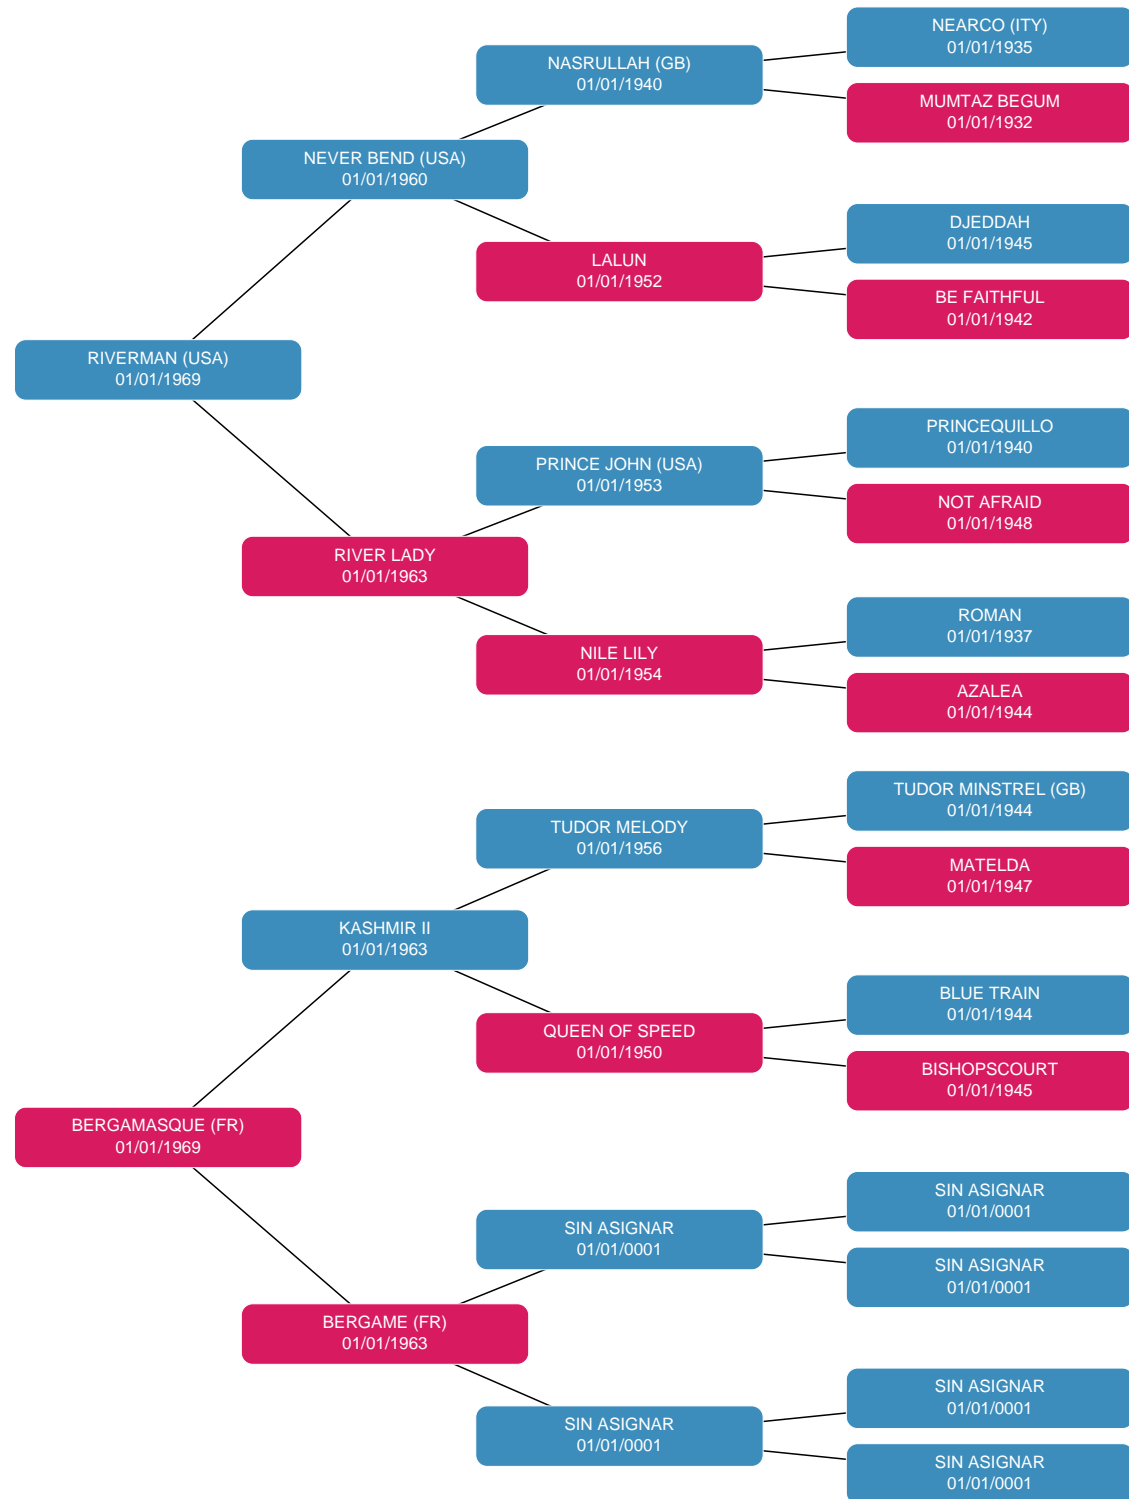 NEARCO (ITY)
01/01/1935
NASRULLAH (GB)
01/01/1940
MUMTAZ BEGUM
01/01/1932
NEVER BEND (USA)
01/01/1960
DJEDDAH
01/01/1945
LALUN
01/01/1952
BE FAITHFUL
01/01/1942
RIVERMAN (USA)
01/01/1969
PRINCEQUILLO
01/01/1940
PRINCE JOHN (USA)
01/01/1953
NOT AFRAID
01/01/1948
RIVER LADY
01/01/1963
ROMAN
01/01/1937
NILE LILY
01/01/1954
AZALEA
01/01/1944
TUDOR MINSTREL (GB)
01/01/1944
TUDOR MELODY
01/01/1956
MATELDA
01/01/1947
KASHMIR II
01/01/1963
BLUE TRAIN
01/01/1944
QUEEN OF SPEED
01/01/1950
BISHOPSCOURT
01/01/1945
BERGAMASQUE (FR)
01/01/1969
SIN ASIGNAR
01/01/0001
SIN ASIGNAR
01/01/0001
SIN ASIGNAR
01/01/0001
BERGAME (FR)
01/01/1963
SIN ASIGNAR
01/01/0001
SIN ASIGNAR
01/01/0001
SIN ASIGNAR
01/01/0001